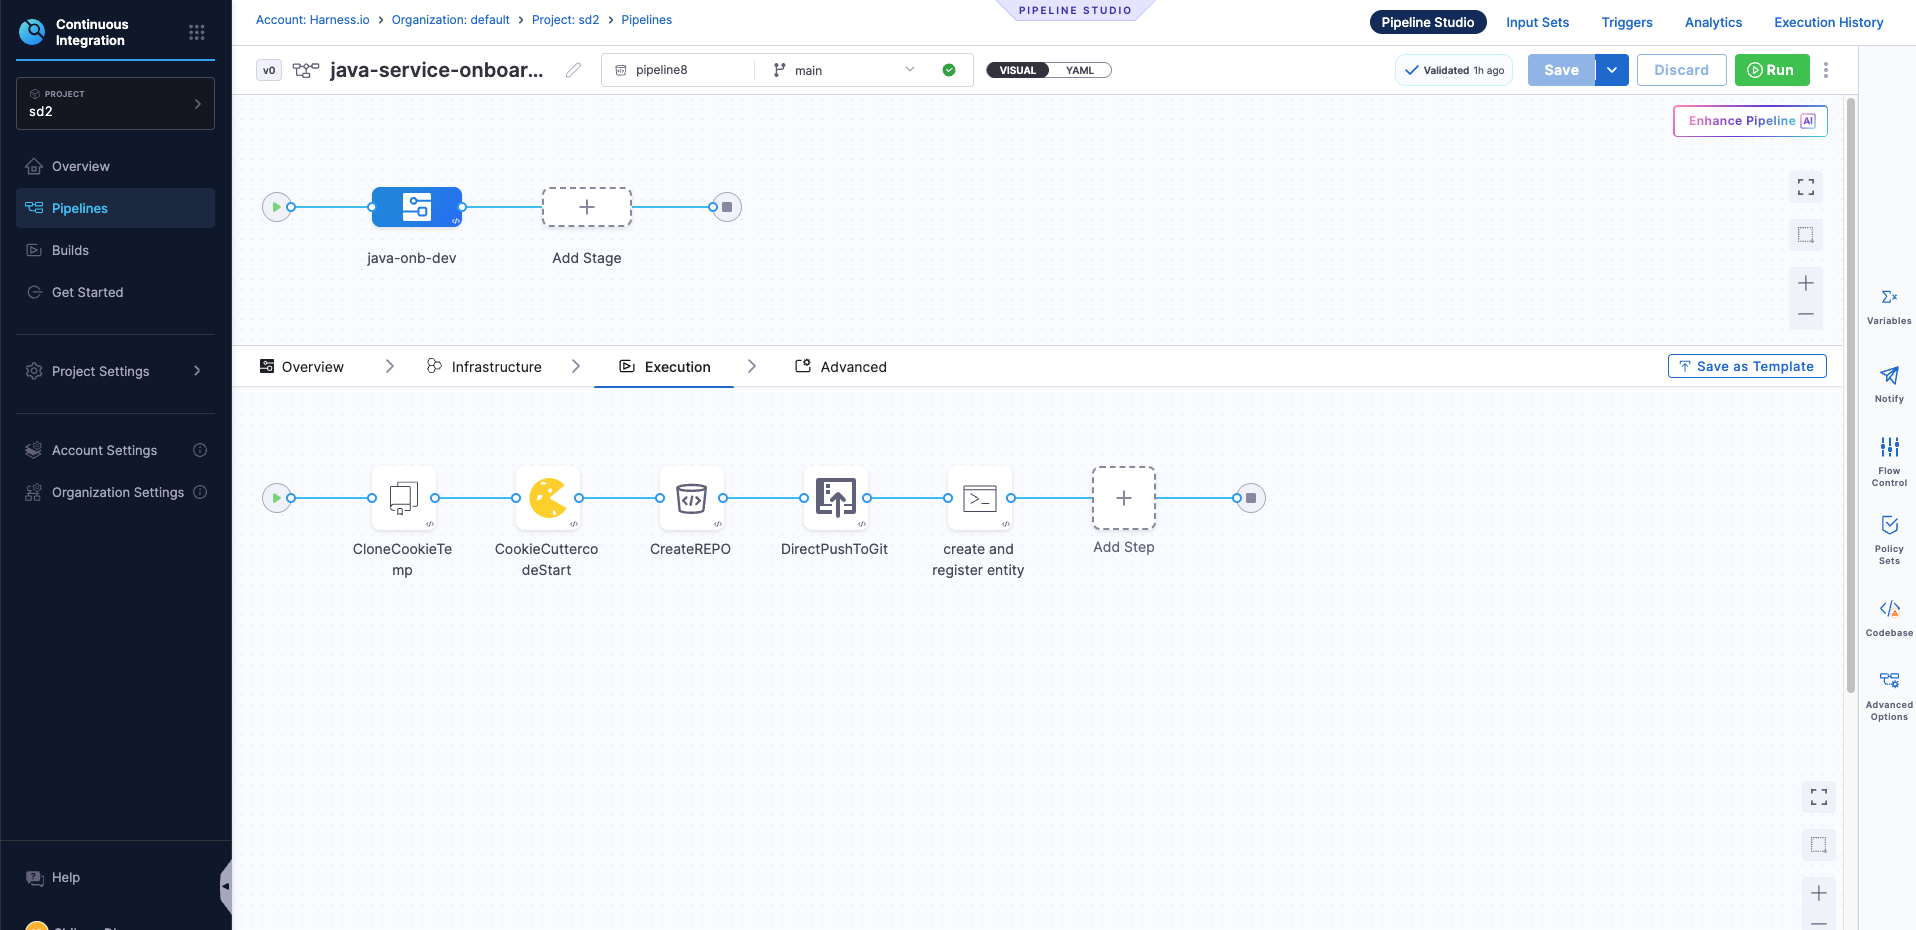 Continuous
Integration
PROJECT
sd2
Overview
Pipelines
Builds
Get Started
Project Settings
Account Settings
Organization Settings
Help
Account: Harness.io > Organization: default > Project: sd2 > Pipelines
PIPELINE STUDIO
Pipeline Studio Input Sets Triggers Analytics Execution History
v0 java-service-onboar... pipeline8 main VISUAL YAML Validated 1h ago Save Discard Run
Enhance Pipeline AI
java-onb-dev Add Stage
Overview Infrastructure Execution Advanced Save as Template
CloneCookieTe
mp
CookieCutterco
deStart
CreateREPO
DirectPushToGit
create and
register entity
Add Step
Variables
Notify
Flow
Control
Policy
Sets
Codebase
Advanced
Options